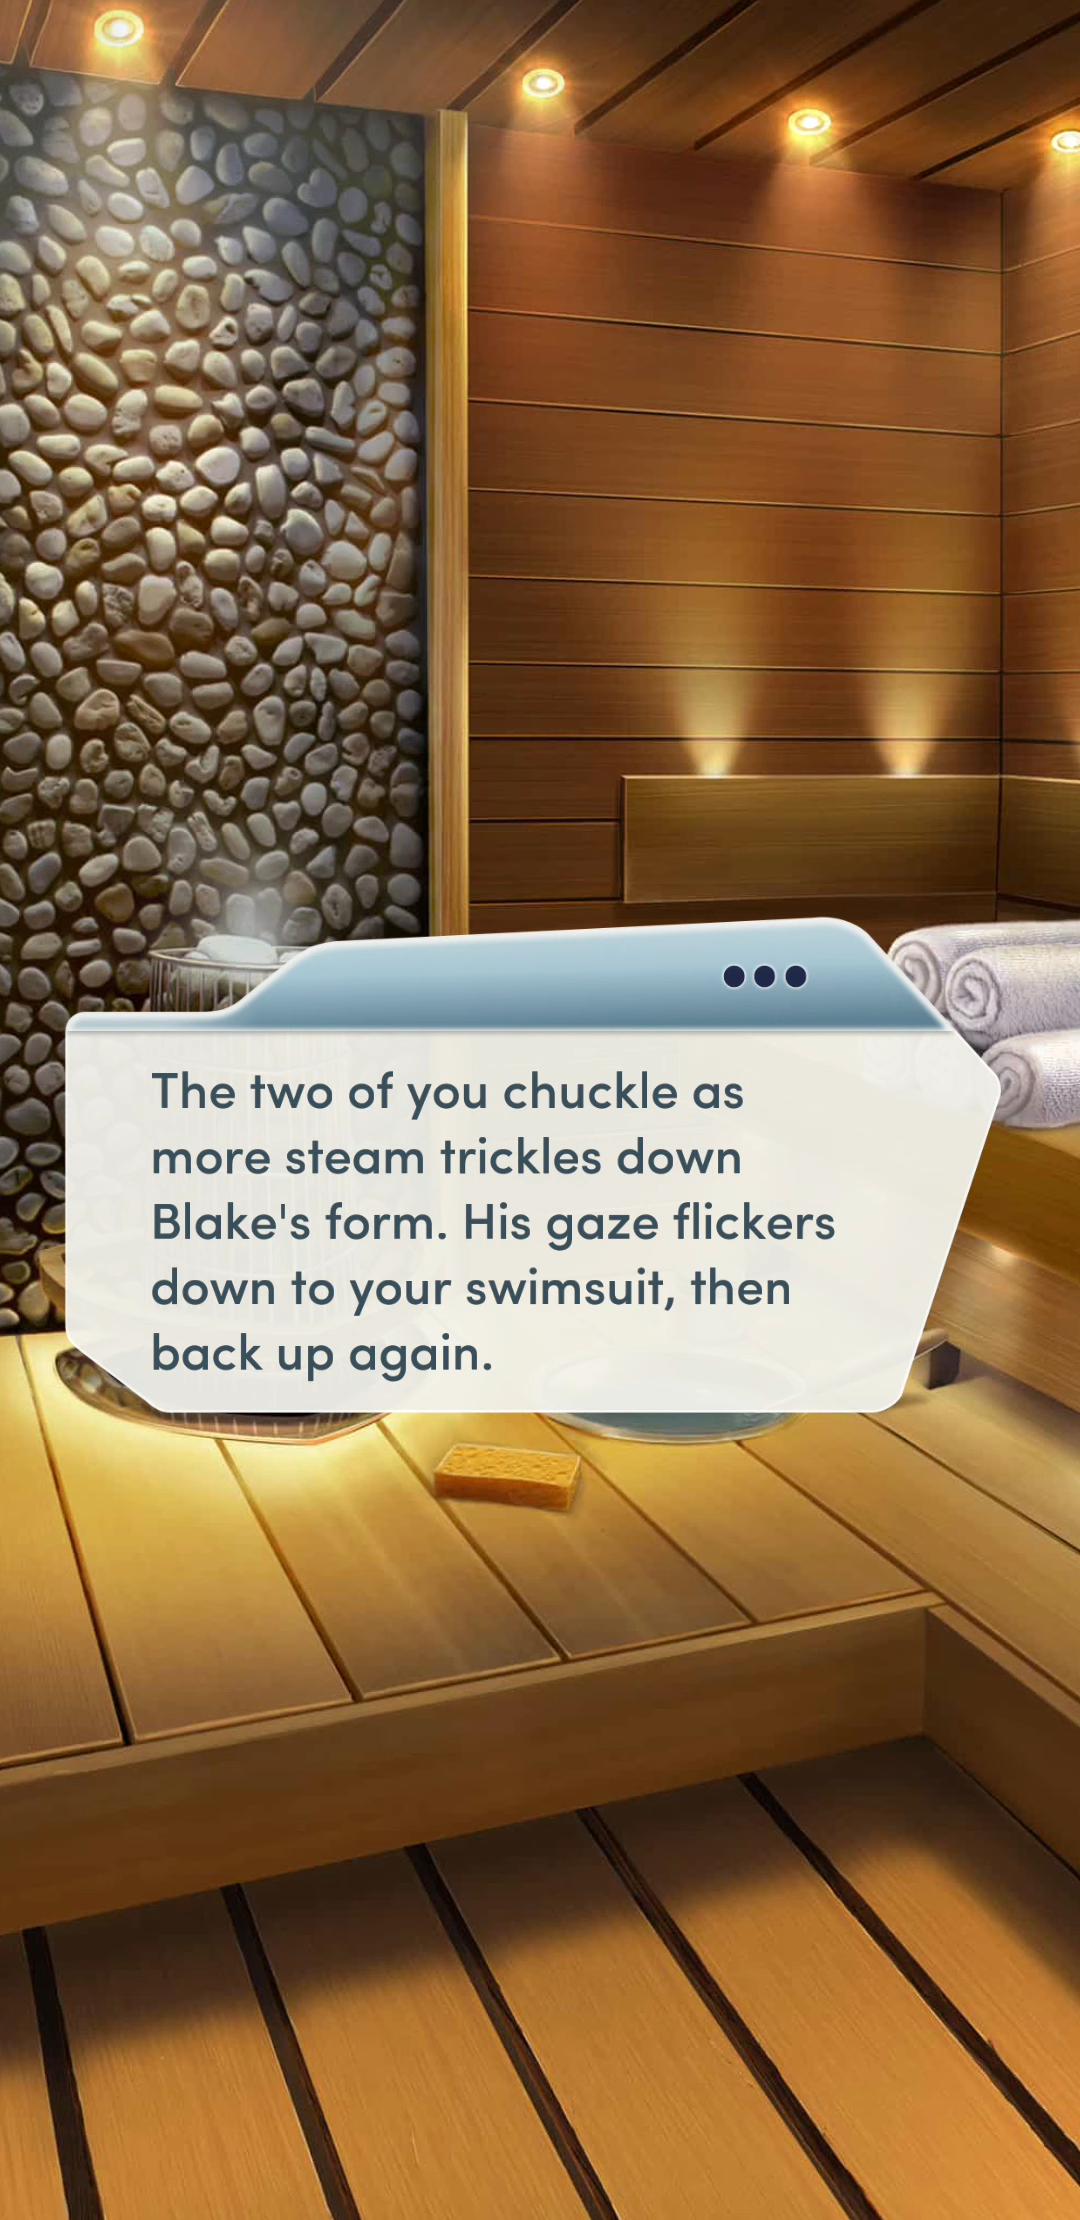 The two of you chuckle as
more steam trickles down
Blake's form. His gaze flickers
down to your swimsuit, then
back up again.